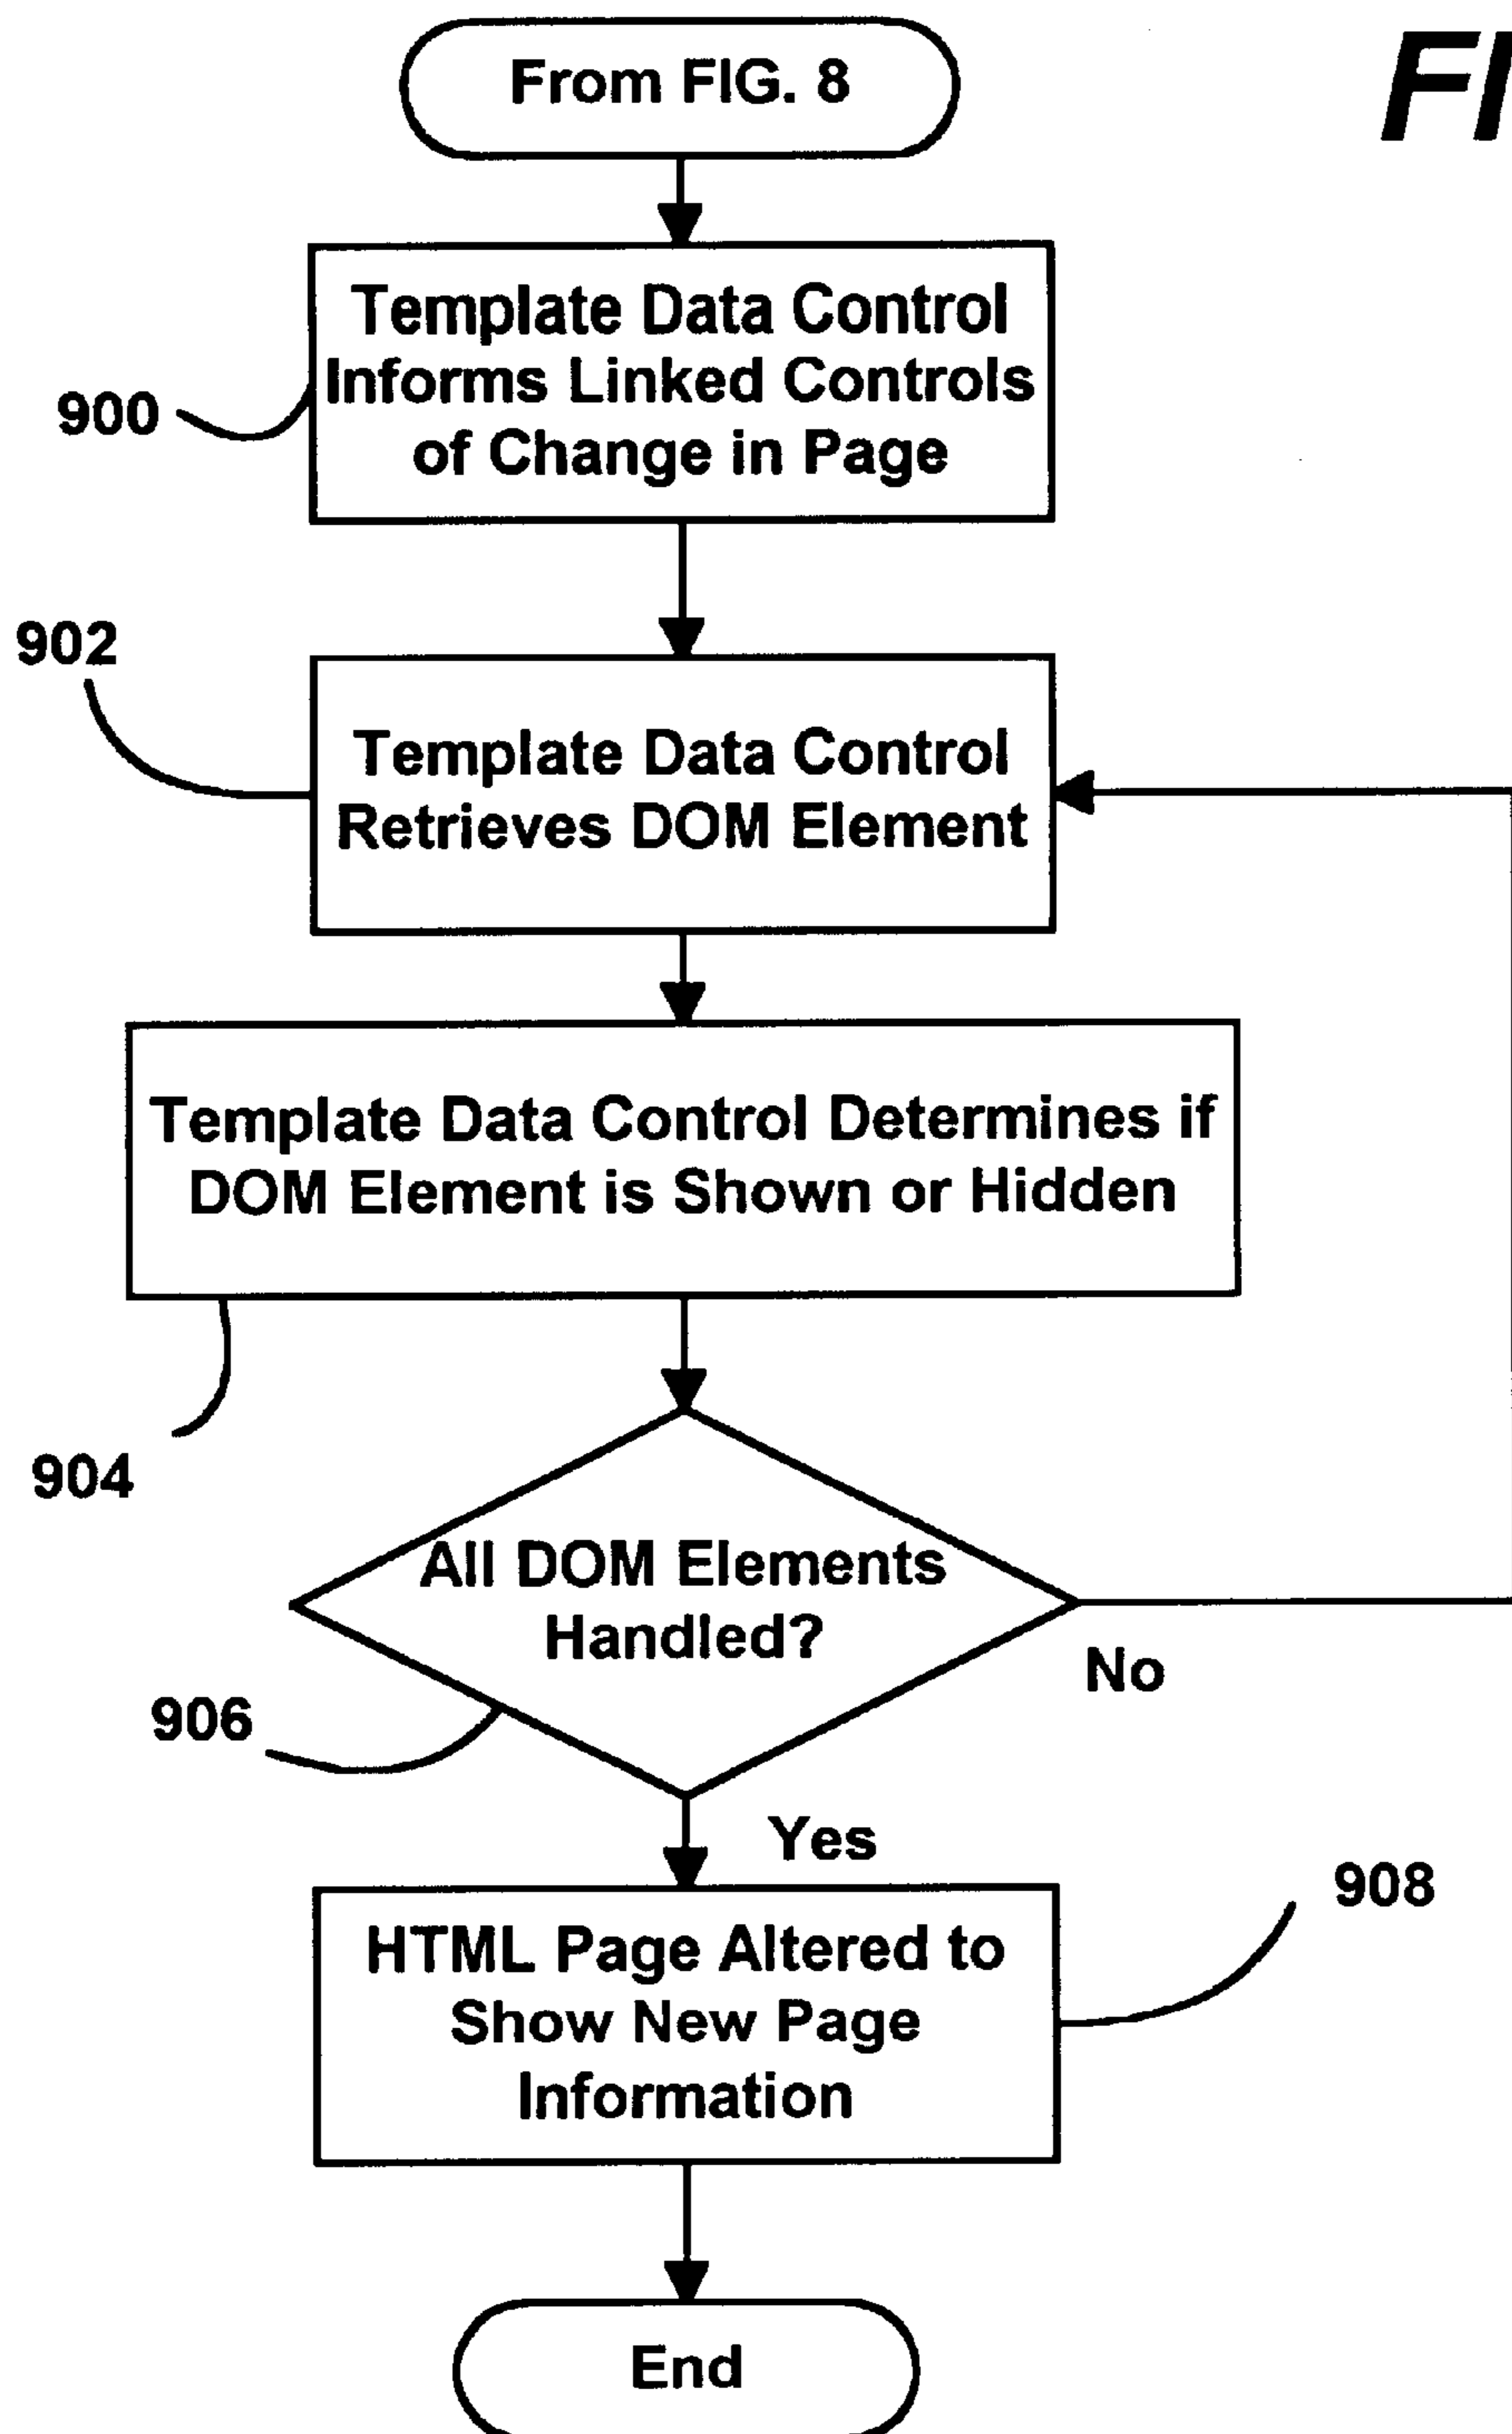 From FIG. 8
FI
Template Data Control
Informs Linked Controls
of Change in Page
900
902
Template Data Control
Retrieves DOM Element
Template Data Control Determines if
DOM Element is Shown or Hidden
904
All DOM Elements
Handled?
No
906
Yes
908
HTML Page Altered to
Show New Page
Information
End